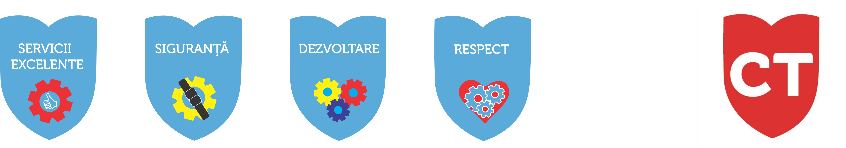 SERVICII
EXCELENTE
SIGURANȚĂ
DEZVOLTARE
RESPECT
CT